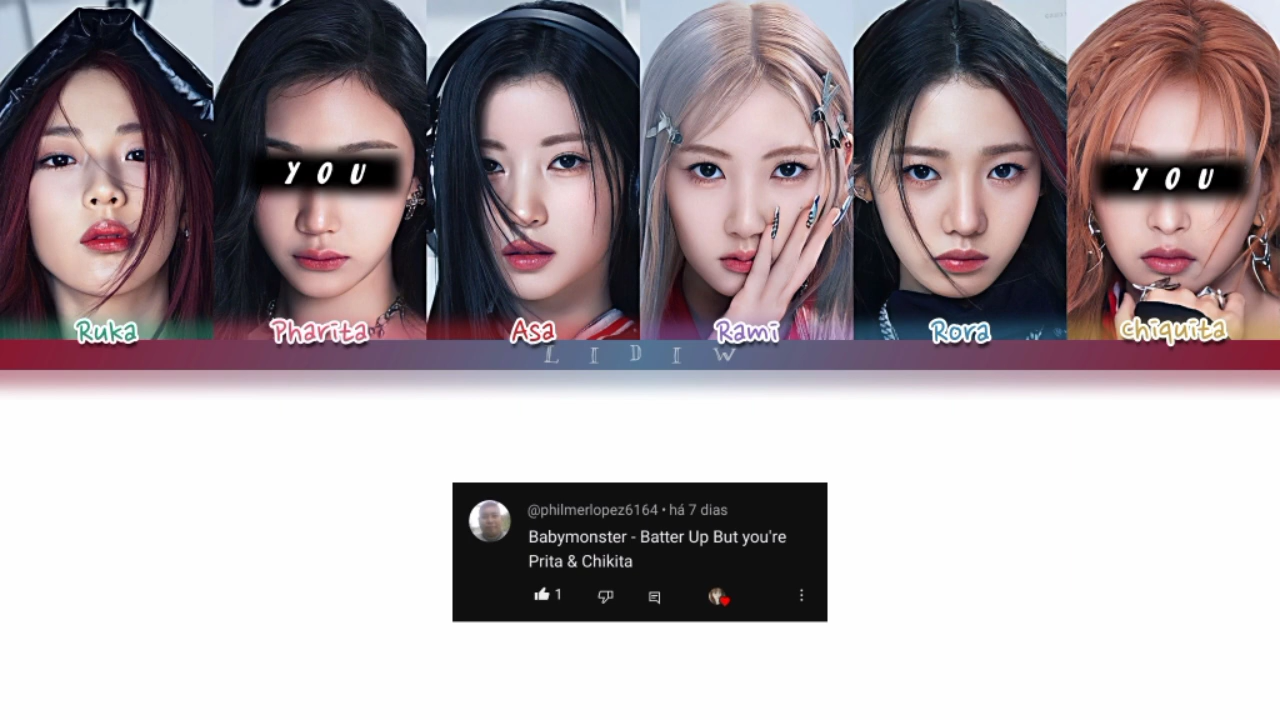 YOU YOU
Ruka Pharita Asa Rami Rora Chiquita
LIDIW
@philmerlopez6164 • há 7 dias
Babymonster - Batter Up But you're
Prita & Chikita
1